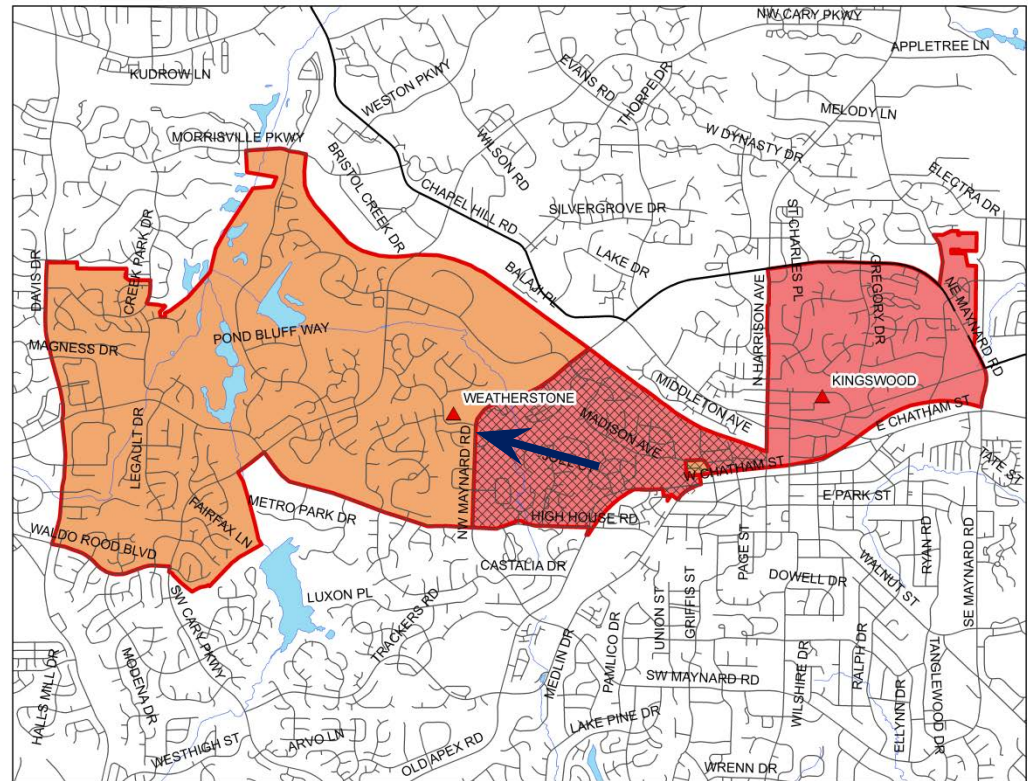 NW CARY PKWY
APPLETREE LN
KUDROW LN
EVANS RD
WESTON PKWY
THORPE DR
MELODY LN
MORRISVILLE PKWY
WILSON RD
W DYNASTY DR
BRISTOL CREEK DR
ELECTRA DR
CHAPEL HILL RD
SILVERGROVE DR
ST CHARLES PL
CREEK PARK DR
DAVIS DR
LAKE DR
GREGORY DR
BALAJI PL
N HARRISON AVE
NE MAYNARD RD
POND BLUFF WAY
MAGNESS DR
MIDDLETON AVE
KINGSWOOD
WEATHERSTONE
MADISON AVE
E CHATHAM ST
LEGAULT DR
NW MAYNARD RD
W CHATHAM ST
TATE ST
FAIRFAX LN
METRO PARK DR
HIGH HOUSE RD
E PARK ST
WALDO ROOD BLVD
CASTALIA DR
PAGE ST
RYAN RD
WALNUT ST
SE MAYNARD RD
DOWELL DR
LUXON PL
SW CARY PKWY
TRACKERS RD
UNION ST
GRIFFIS ST
MEDLIN DR
PAMLICO DR
RALPH DR
TANGLEWOOD DR
MODENA DR
SW MAYNARD RD
WILSHIRE DR
HALLS MILL DR
ELLYNN DR
LAKE PINE DR
ARVO LN
WESTHIGH ST
OLD APEX RD
WRENN DR